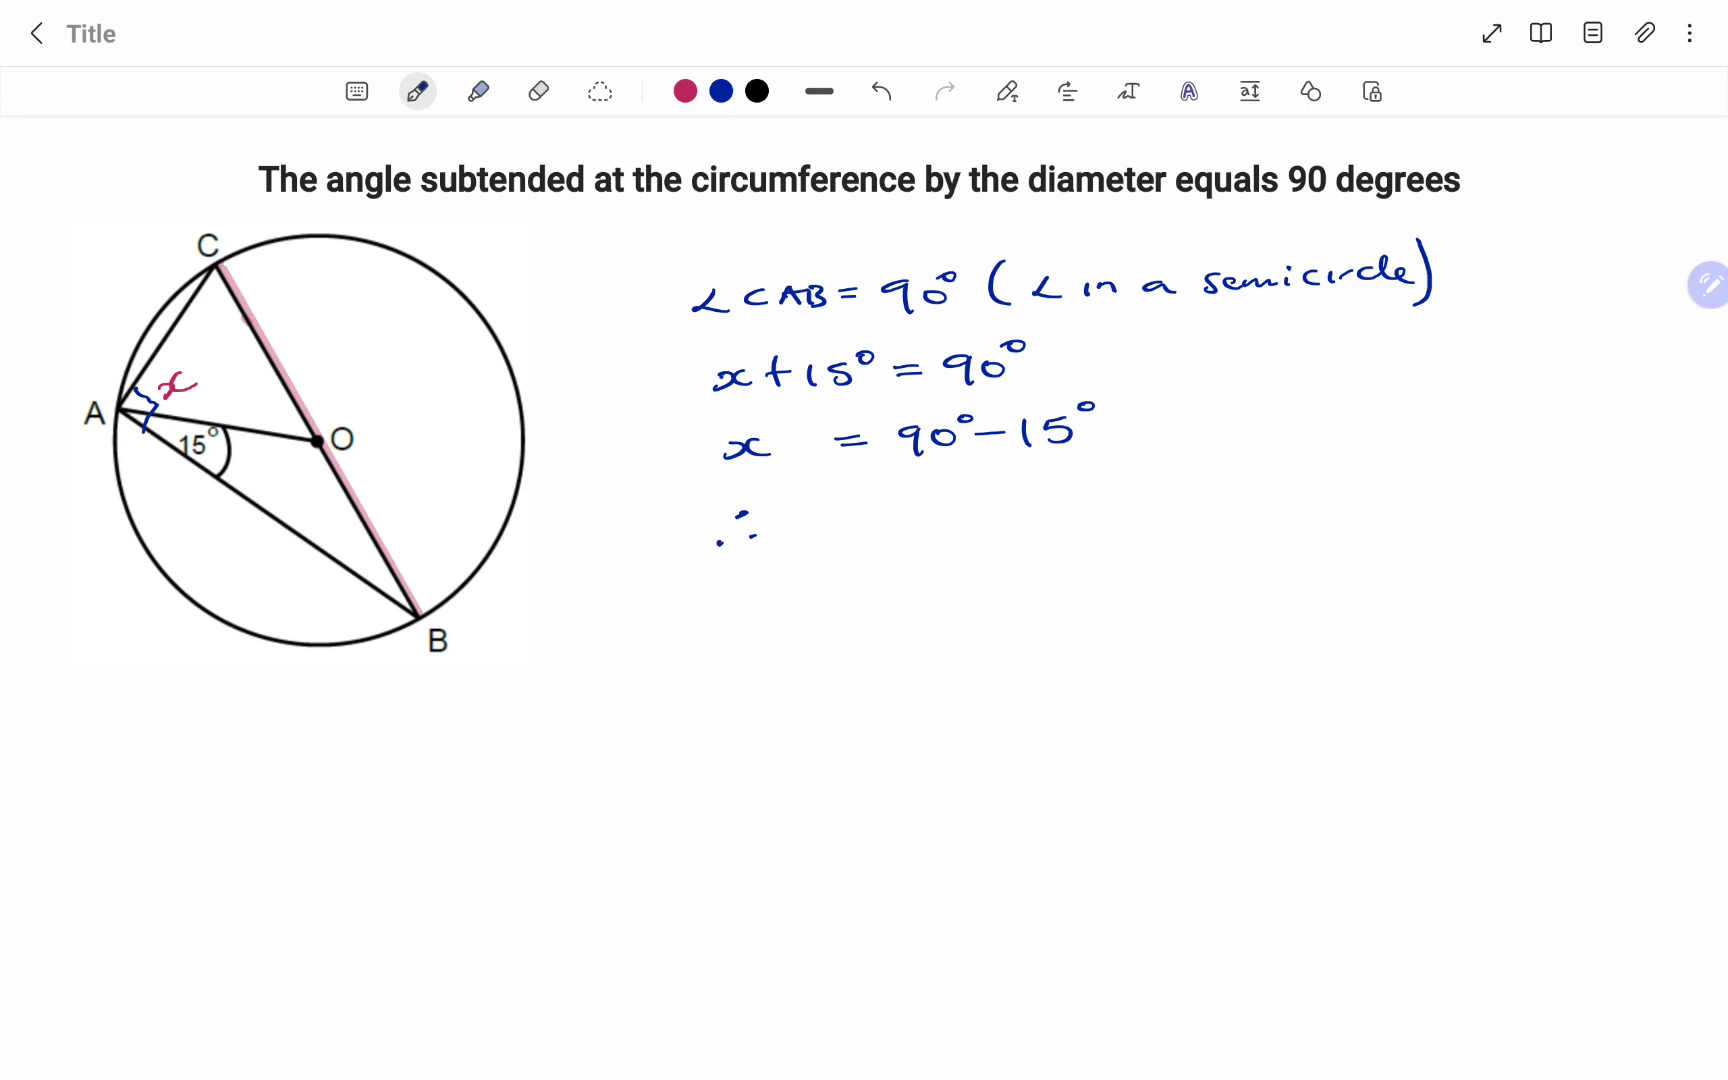 Title
The angle subtended at the circumference by the diameter equals 90 degrees
C
A
x
15°
O
B
∠CAB = 90° (∠ in a semicircle)
x + 15° = 90°
x = 90° - 15°
∴